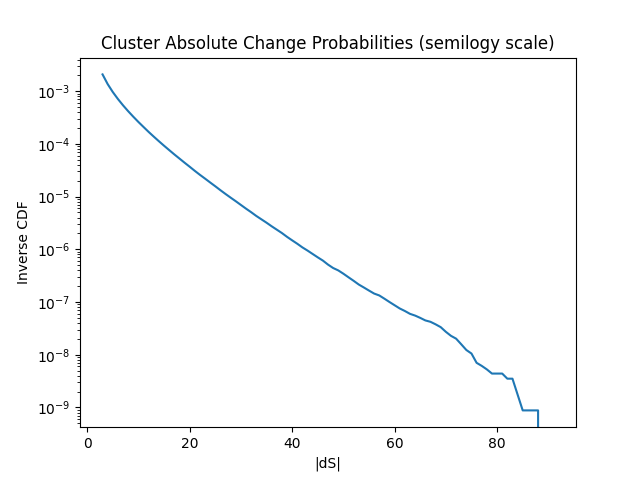 Cluster Absolute Change Probabilities (semilogy scale)
10⁻³
10⁻⁴
10⁻⁵
10⁻⁶
10⁻⁷
10⁻⁸
10⁻⁹
Inverse CDF
0 20 40 60 80
|dS|